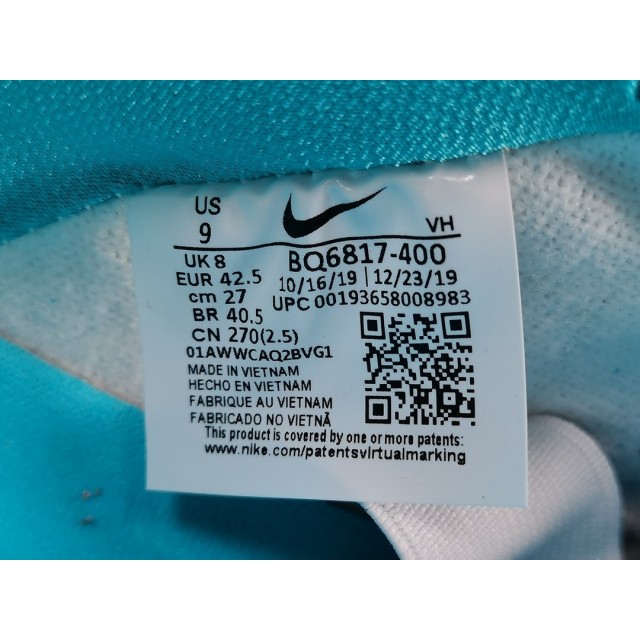 US
9
VH
UK 8
BQ6817-400
EUR 42.5
10/16/19 | 12/23/19
cm 27
UPC 00193658008983
BR 40.5
CN 270(2.5)
01AWWCAQ2BVG1
MADE IN VIETNAM
HECHO EN VIETNAM
FABRIQUE AU VIETNAM
FABRICADO NO VIETNÃ
This product is covered by one or more patents:
www.nike.com/patentsvirtualmarking